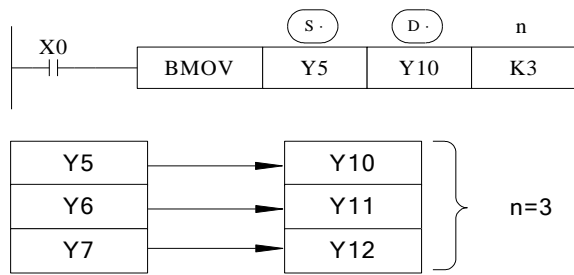 S · D · n
X0
BMOV Y5 Y10 K3
Y5 Y10
Y6 Y11 n=3
Y7 Y12